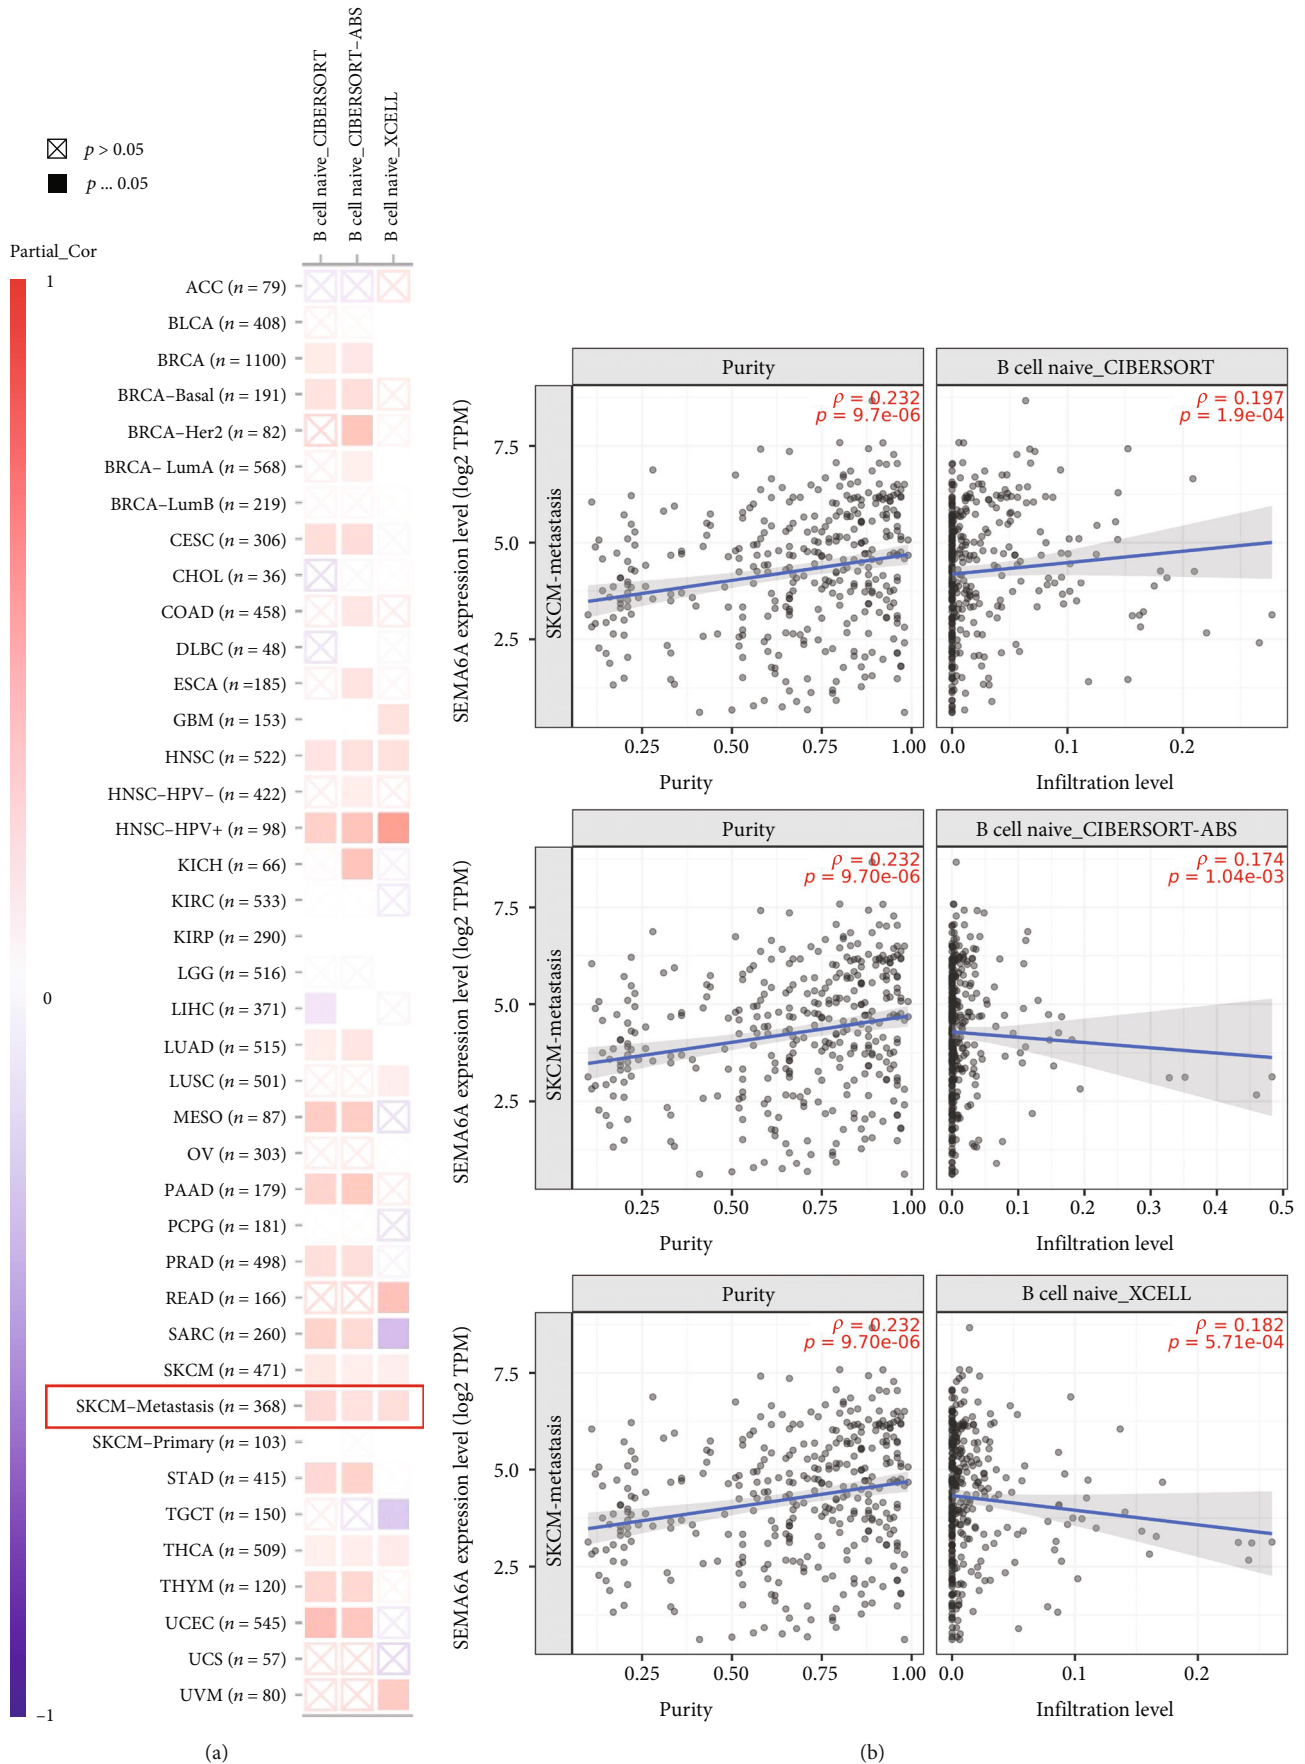 B cell naive_CIBERSORT
B cell naive_CIBERSORT–ABS
B cell naive_XCELL
p > 0.05
p ... 0.05
Partial_Cor
1
0
–1
ACC (n = 79)
BLCA (n = 408)
BRCA (n = 1100)
BRCA–Basal (n = 191)
BRCA–Her2 (n = 82)
BRCA– LumA (n = 568)
BRCA–LumB (n = 219)
CESC (n = 306)
CHOL (n = 36)
COAD (n = 458)
DLBC (n = 48)
ESCA (n =185)
GBM (n = 153)
HNSC (n = 522)
HNSC–HPV– (n = 422)
HNSC–HPV+ (n = 98)
KICH (n = 66)
KIRC (n = 533)
KIRP (n = 290)
LGG (n = 516)
LIHC (n = 371)
LUAD (n = 515)
LUSC (n = 501)
MESO (n = 87)
OV (n = 303)
PAAD (n = 179)
PCPG (n = 181)
PRAD (n = 498)
READ (n = 166)
SARC (n = 260)
SKCM (n = 471)
SKCM–Metastasis (n = 368)
SKCM–Primary (n = 103)
STAD (n = 415)
TGCT (n = 150)
THCA (n = 509)
THYM (n = 120)
UCEC (n = 545)
UCS (n = 57)
UVM (n = 80)
(a)
Purity
B cell naive_CIBERSORT
ρ = 0.232
p = 9.7e-06
ρ = 0.197
p = 1.9e-04
SEMA6A expression level (log2 TPM)
SKCM-metastasis
7.5
5.0
2.5
0.25 0.50 0.75 1.00
0.0 0.1 0.2
Purity
Infiltration level
Purity
B cell naive_CIBERSORT-ABS
ρ = 0.232
p = 9.70e-06
ρ = 0.174
p = 1.04e-03
SEMA6A expression level (log2 TPM)
SKCM-metastasis
7.5
5.0
2.5
0.25 0.50 0.75 1.00
0.0 0.1 0.2 0.3 0.4 0.5
Purity
Infiltration level
Purity
B cell naive_XCELL
ρ = 0.232
p = 9.70e-06
ρ = 0.182
p = 5.71e-04
SEMA6A expression level (log2 TPM)
SKCM-metastasis
7.5
5.0
2.5
0.25 0.50 0.75 1.00
0.0 0.1 0.2
Purity
Infiltration level
(b)